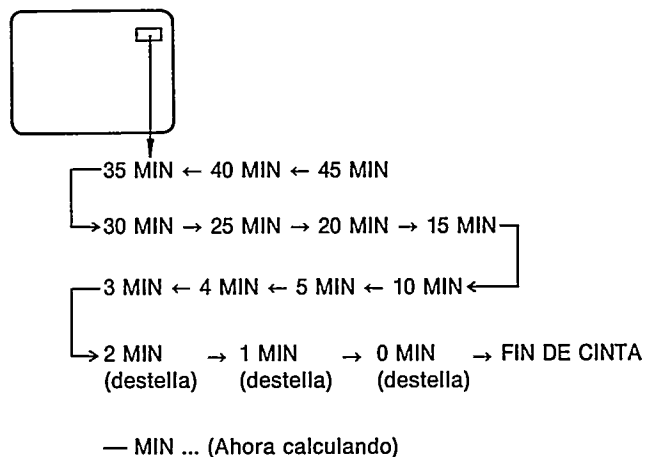 35 MIN ← 40 MIN ← 45 MIN
30 MIN → 25 MIN → 20 MIN → 15 MIN
3 MIN ← 4 MIN ← 5 MIN ← 10 MIN
2 MIN → 1 MIN → 0 MIN → FIN DE CINTA
(destella) (destella) (destella)
— MIN ... (Ahora calculando)